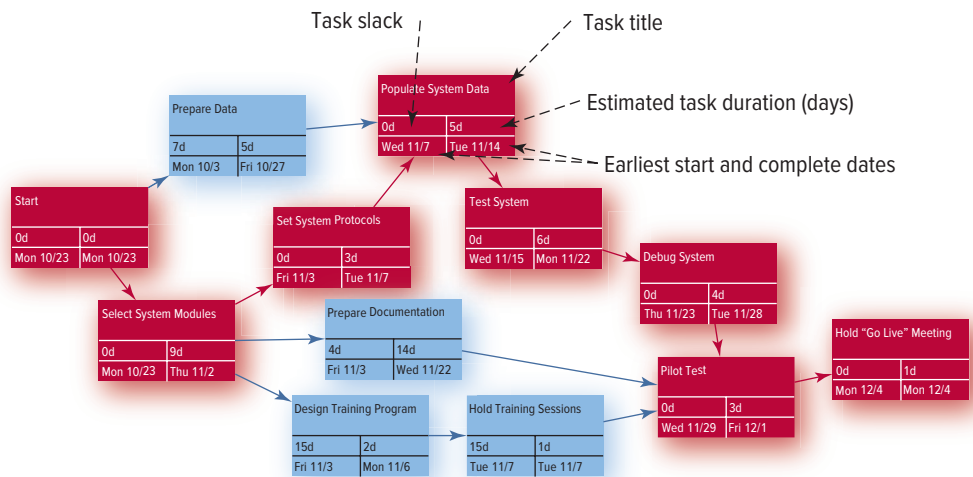 Task slack
Task title
Populate System Data
0d 5d
Wed 11/7 Tue 11/14
Estimated task duration (days)
Earliest start and complete dates
Prepare Data
7d 5d
Mon 10/3 Fri 10/27
Start
0d 0d
Mon 10/23 Mon 10/23
Set System Protocols
0d 3d
Fri 11/3 Tue 11/7
Test System
0d 6d
Wed 11/15 Mon 11/22
Debug System
0d 4d
Thu 11/23 Tue 11/28
Select System Modules
0d 9d
Mon 10/23 Thu 11/2
Prepare Documentation
4d 14d
Fri 11/3 Wed 11/22
Hold “Go Live” Meeting
0d 1d
Mon 12/4 Mon 12/4
Pilot Test
0d 3d
Wed 11/29 Fri 12/1
Design Training Program
15d 2d
Fri 11/3 Mon 11/6
Hold Training Sessions
15d 1d
Tue 11/7 Tue 11/7